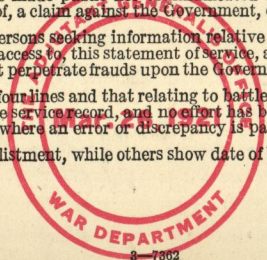 of, a claim against the Government,
ersons seeking information relative
access to, this statement of service,
t perpetrate frauds upon the Govern
four lines and that relating to battle
e service record, and no effort has b
where an error or discrepancy is pa
listment, while others show date of
WAR DEPARTMENT
3—7362